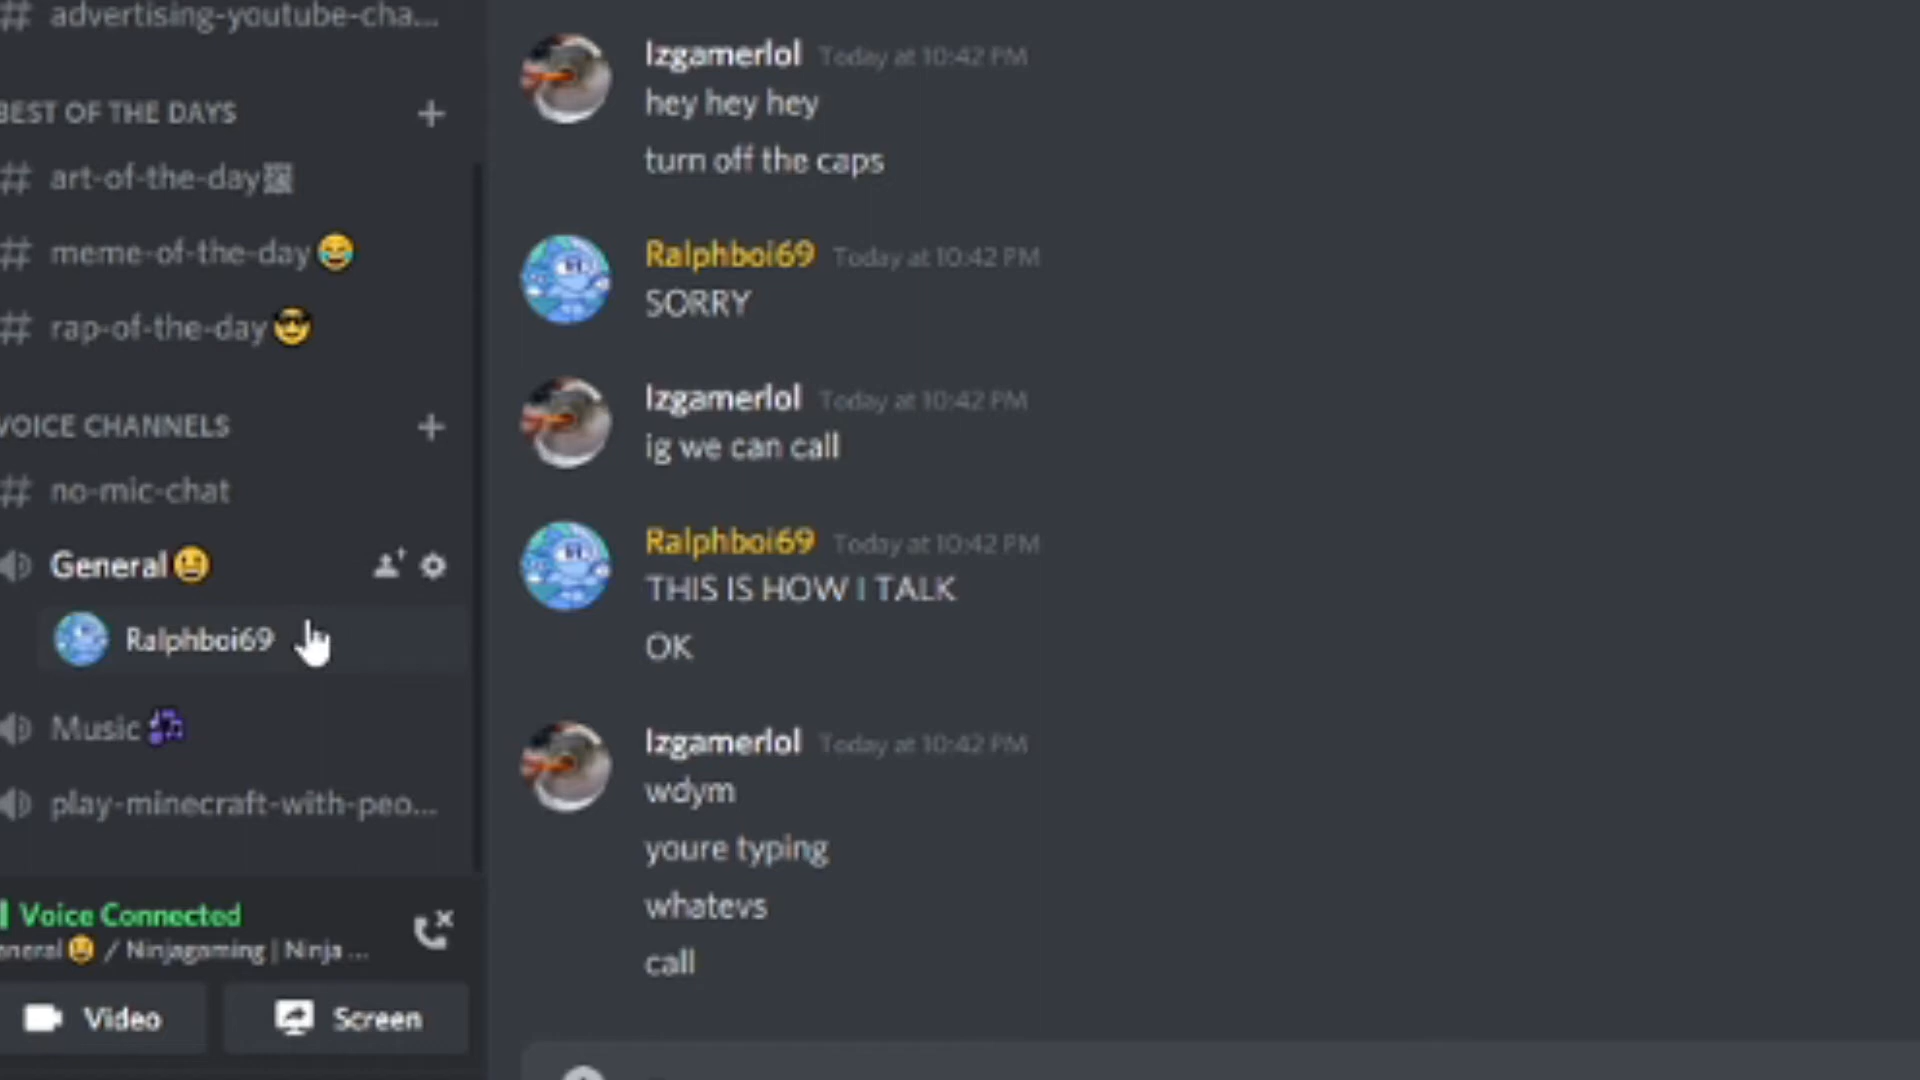 # advertising-youtube-cha...
BEST OF THE DAYS
# art-of-the-day
# meme-of-the-day😂
# rap-of-the-day😎
VOICE CHANNELS
# no-mic-chat
General
Ralphboi69
Music🎶
play-minecraft-with-peo...
Voice Connected
eneral / Ninjagaming | Ninja ...
Video
Screen
lzgamerlol Today at 10:42 PM
hey hey hey
turn off the caps
Ralphboi69 Today at 10:42 PM
SORRY
lzgamerlol Today at 10:42 PM
ig we can call
Ralphboi69 Today at 10:42 PM
THIS IS HOW I TALK
OK
lzgamerlol Today at 10:42 PM
wdym
youre typing
whatevs
call